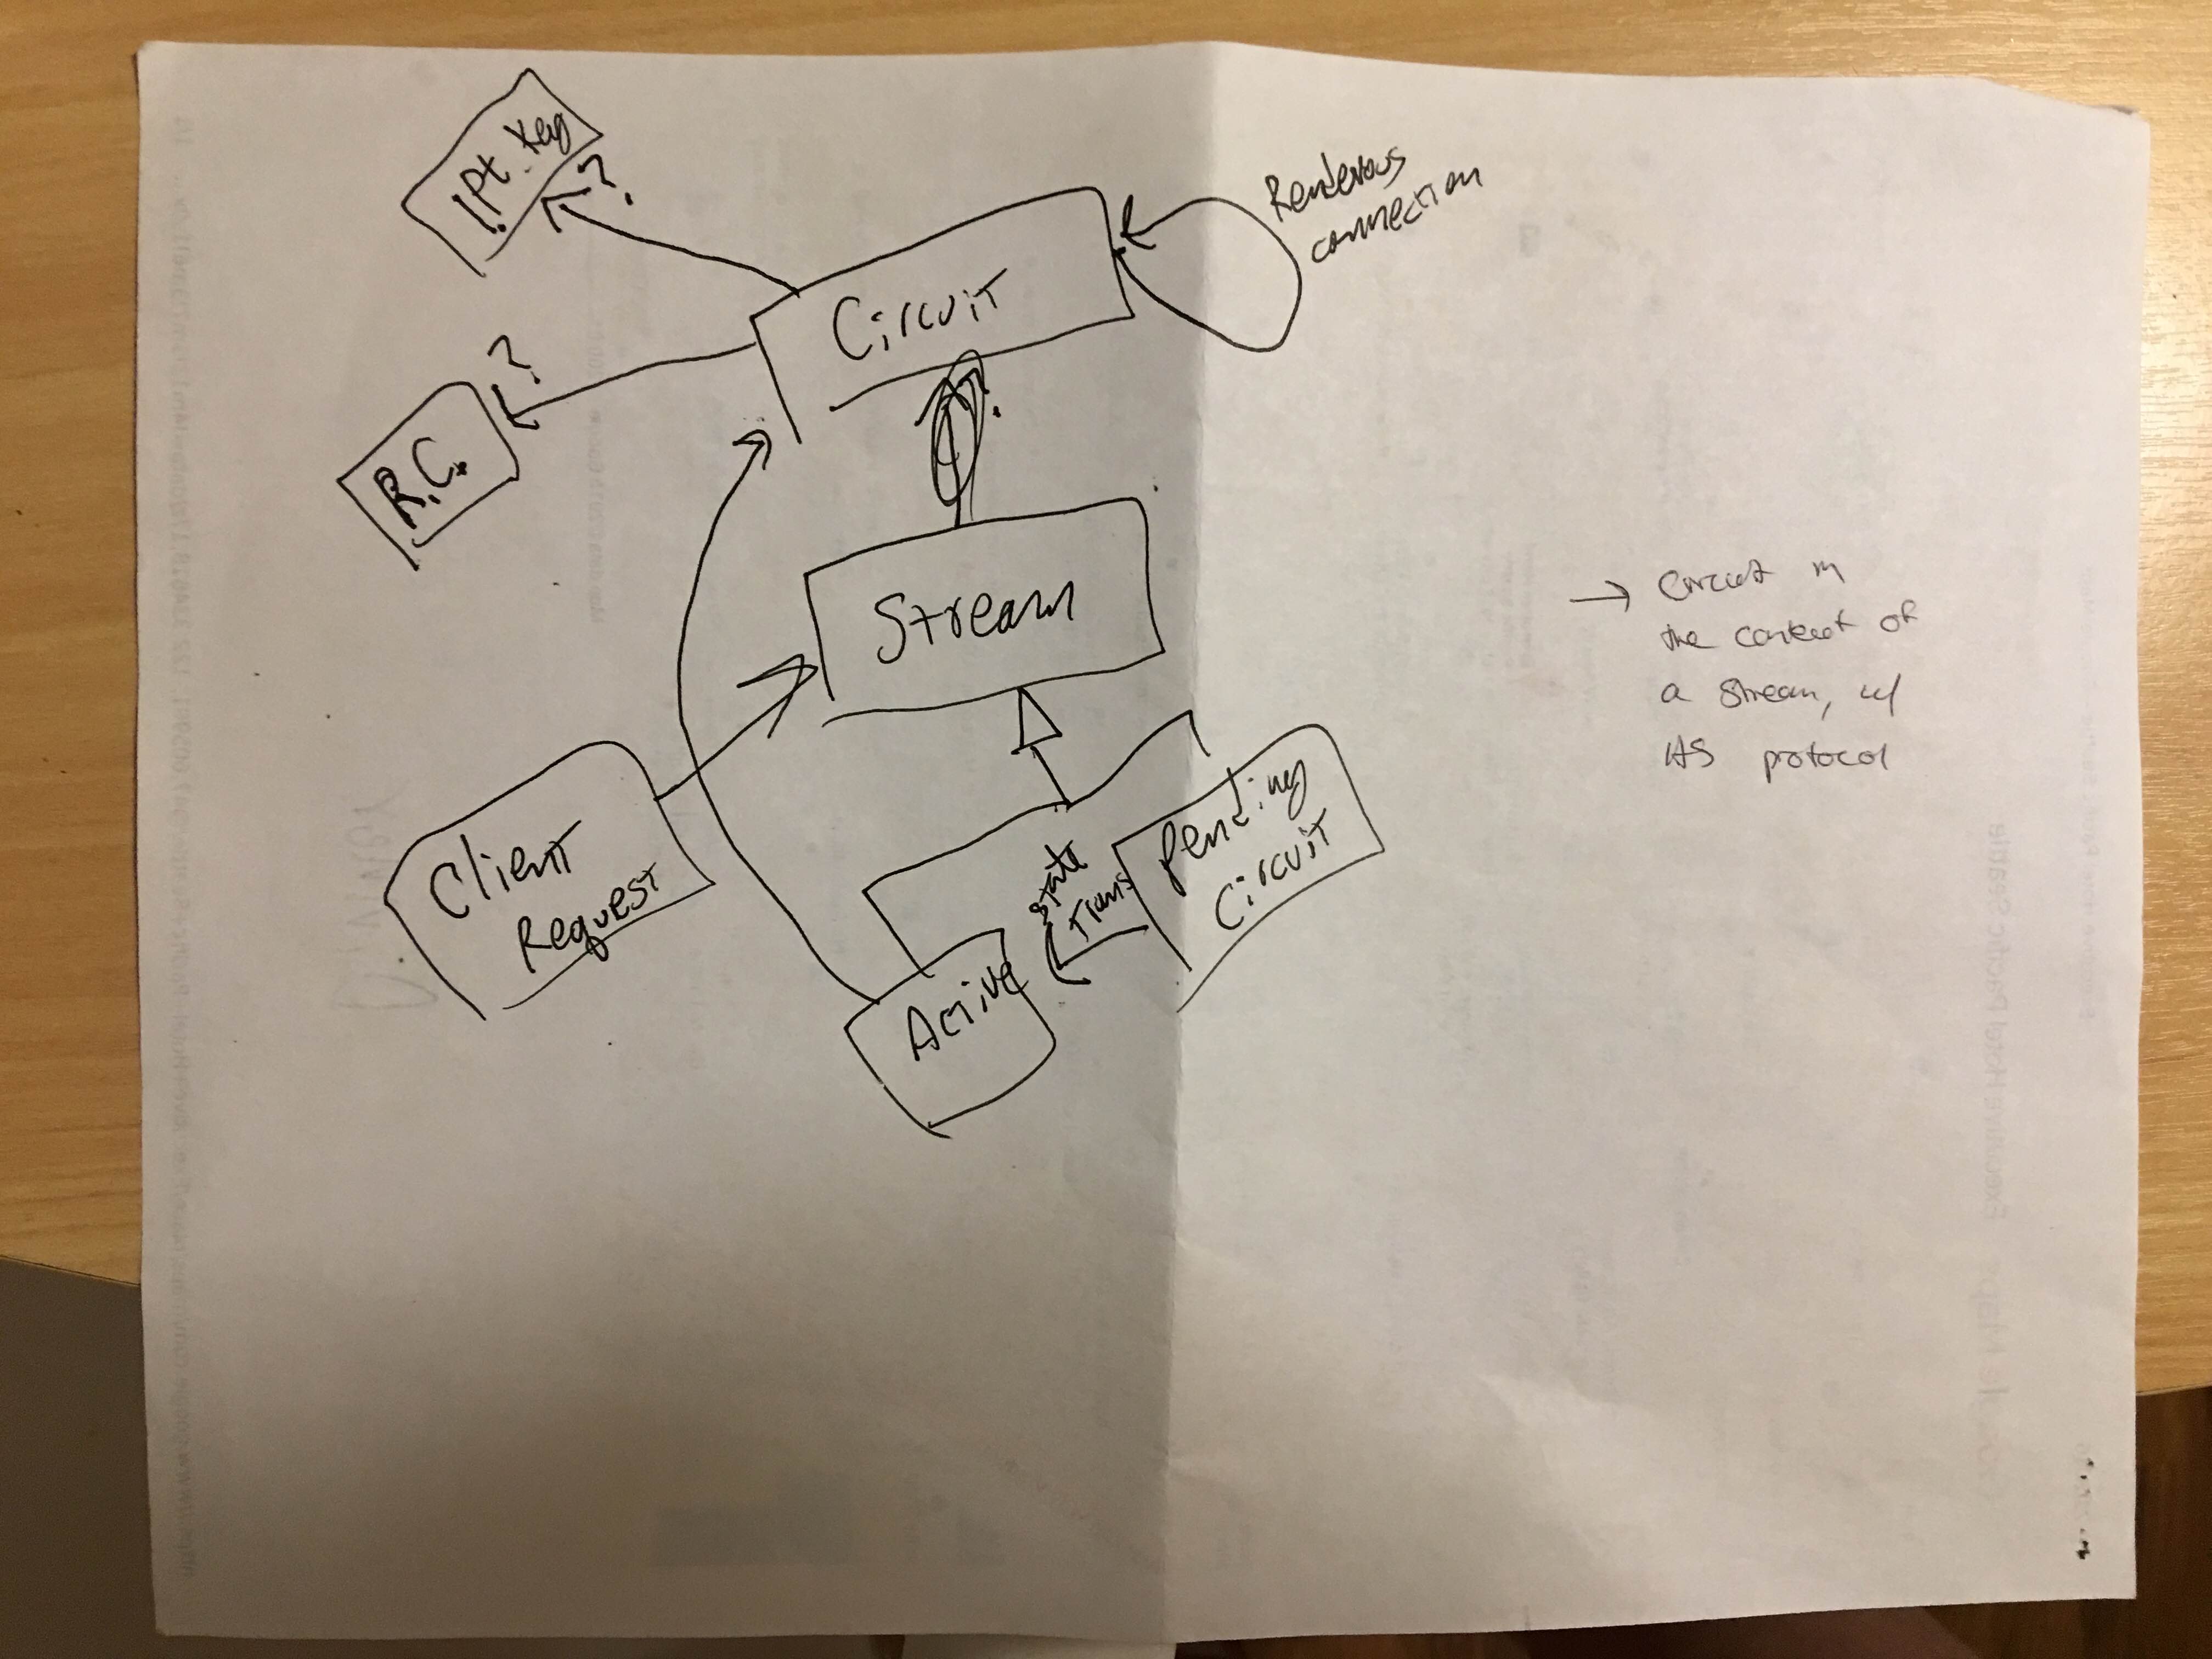 I.Pt. Key
?
Rendevous
connection
Circuit
?
R.C.
Stream
→ Circuit in
the context of
a stream, w/
HS protocol
Client
Request
State
Trans
Pending
Circuit
Active